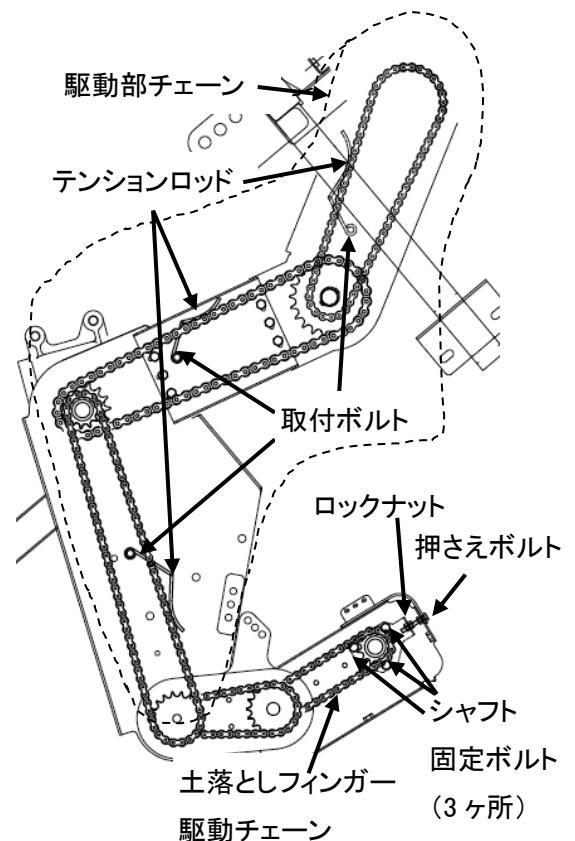 駆動部チェーン
テンションロッド
取付ボルト
ロックナット
押さえボルト
シャフト
固定ボルト
（3ヶ所）
土落としフィンガー
駆動チェーン